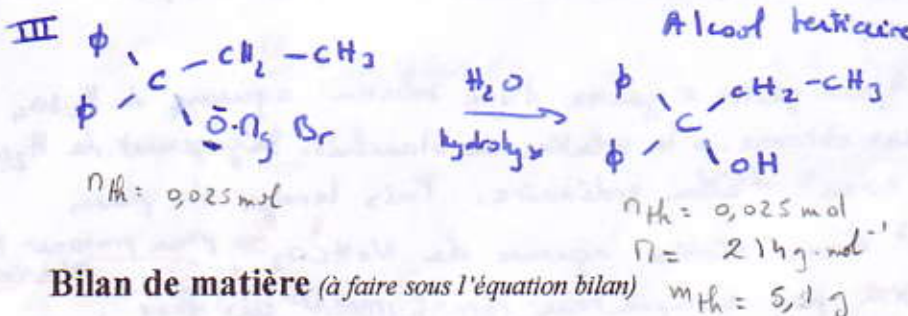 III
Alcool tertiaire
ϕ
C – CH2 – CH3
ϕ
O-Mg Br
H2O
hydrolyse
ϕ
C CH2-CH3
ϕ
OH
nth = 0,025 mol
nth = 0,025 mol
M = 214 g.mol-1
Bilan de matière (à faire sous l'équation bilan)
mth = 5,1 g